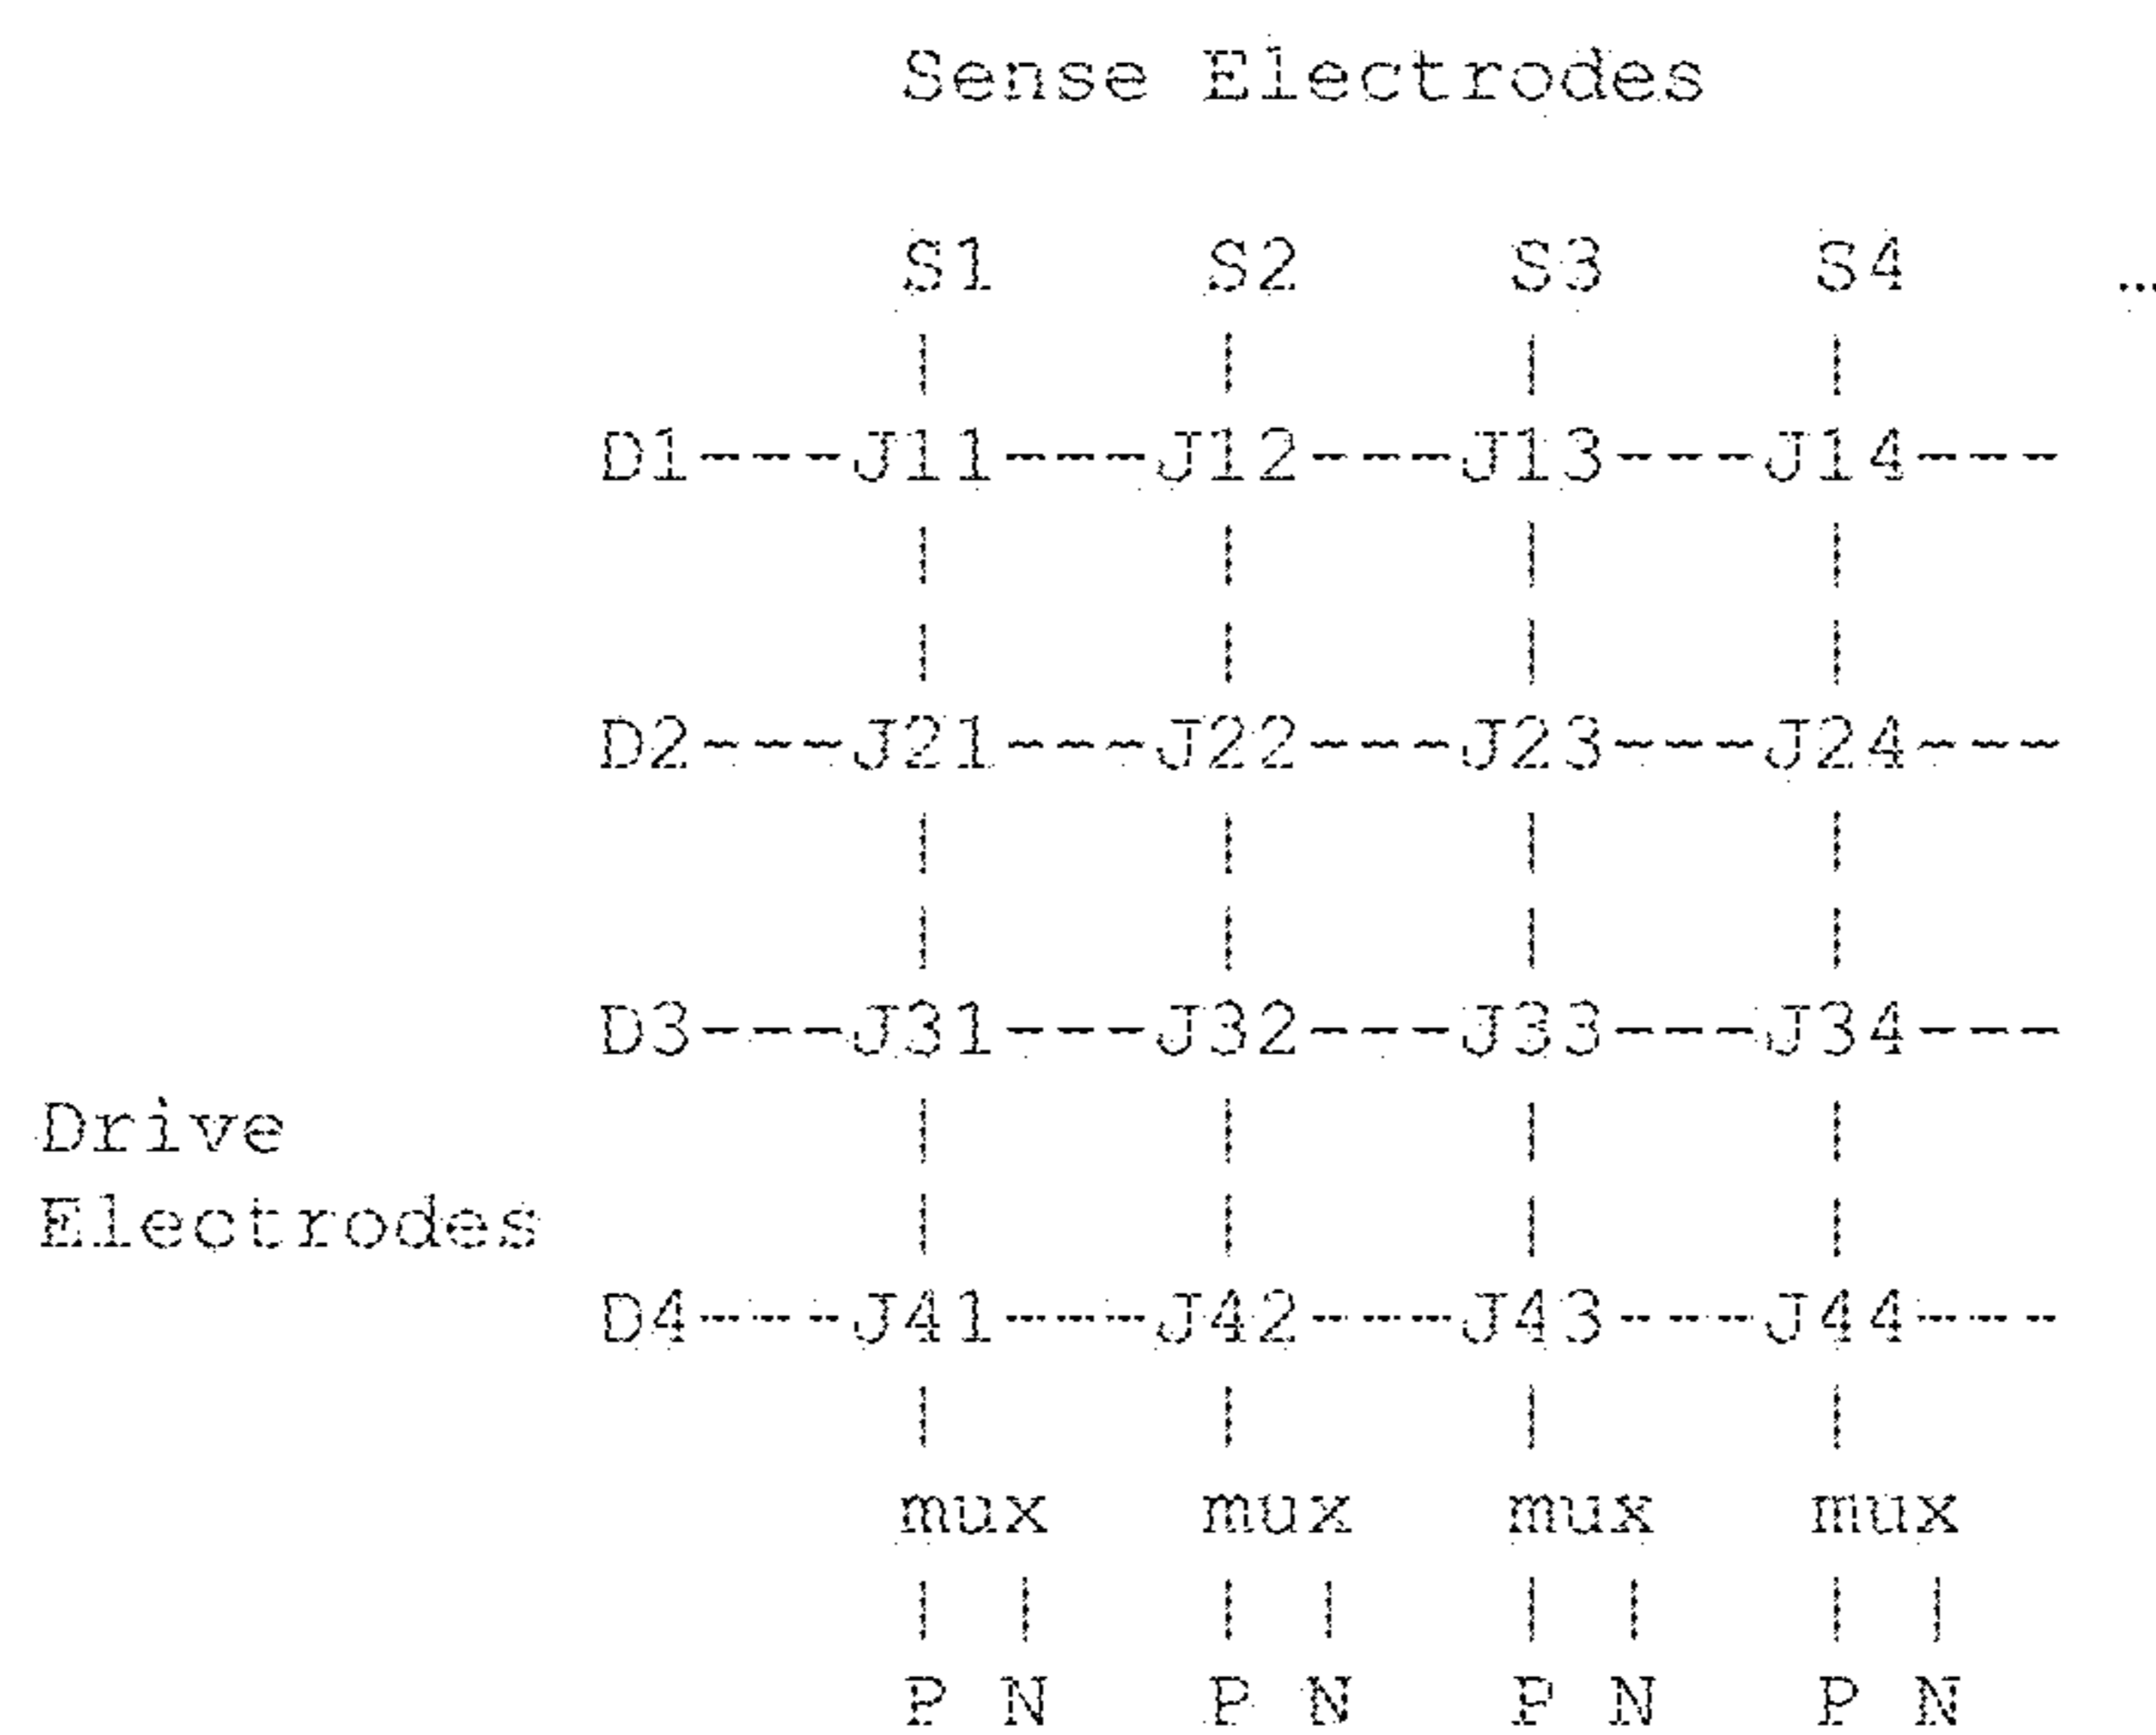 Sense Electrodes
S1 S2 S3 S4 ...
| | | |
D1---J11---J12---J13---J14---
| | | |
| | | |
D2---J21---J22---J23---J24---
| | | |
| | | |
D3---J31---J32---J33---J34---
Drive | | | |
Electrodes | | | |
D4---J41---J42---J43---J44---
| | | |
mux mux mux mux
| | | | | | | |
P N P N P N P N